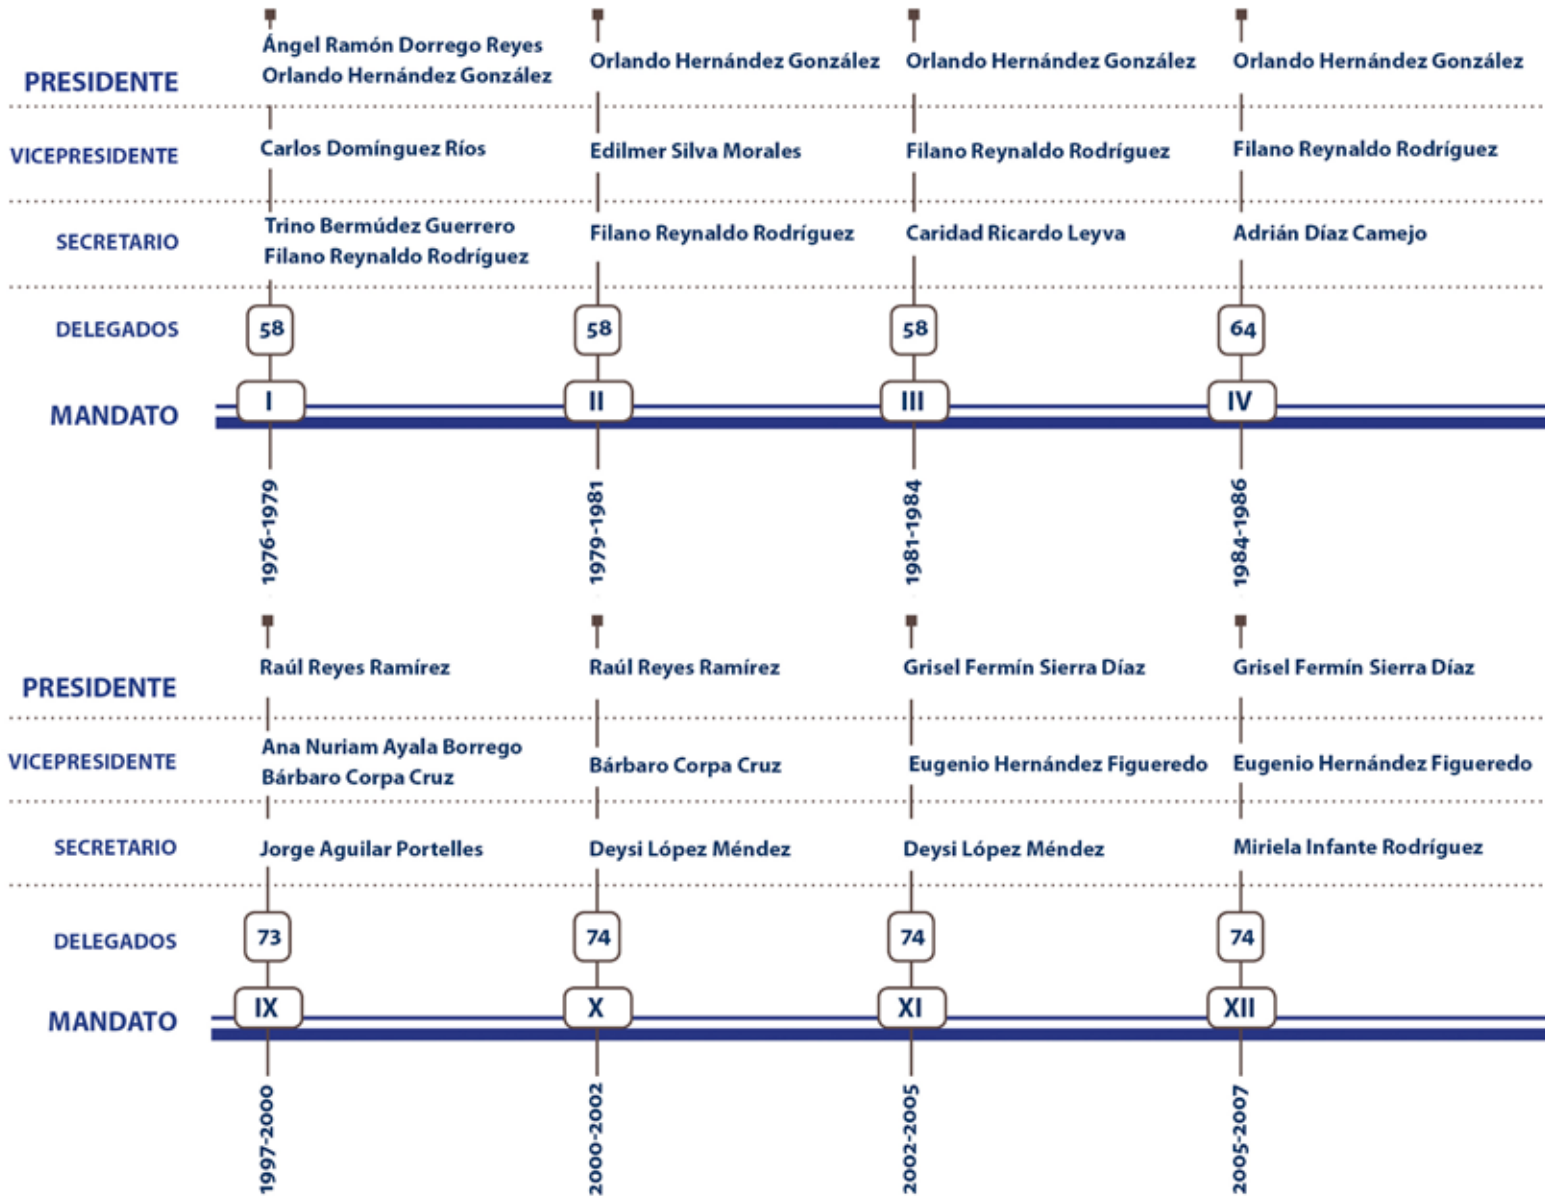 Ángel Ramón Dorrego Reyes
PRESIDENTE Orlando Hernández González Orlando Hernández González Orlando Hernández González Orlando Hernández González
VICEPRESIDENTE Carlos Domínguez Ríos Edilmer Silva Morales Filano Reynaldo Rodríguez Filano Reynaldo Rodríguez
Trino Bermúdez Guerrero
SECRETARIO Filano Reynaldo Rodríguez Filano Reynaldo Rodríguez Caridad Ricardo Leyva Adrián Díaz Camejo
DELEGADOS 58 58 58 64
MANDATO I II III IV
1976-1979 1979-1981 1981-1984 1984-1986
PRESIDENTE Raúl Reyes Ramírez Raúl Reyes Ramírez Grisel Fermín Sierra Díaz Grisel Fermín Sierra Díaz
Ana Nuriam Ayala Borrego
VICEPRESIDENTE Bárbaro Corpa Cruz Bárbaro Corpa Cruz Eugenio Hernández Figueredo Eugenio Hernández Figueredo
SECRETARIO Jorge Aguilar Portelles Deysi López Méndez Deysi López Méndez Miriela Infante Rodríguez
DELEGADOS 73 74 74 74
MANDATO IX X XI XII
1997-2000 2000-2002 2002-2005 2005-2007